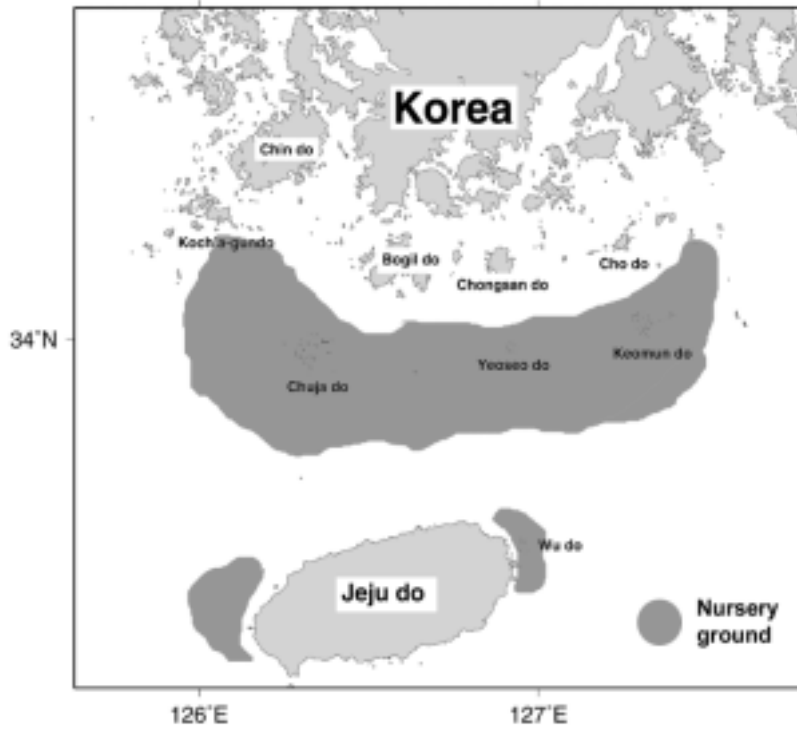 Korea
Chin do
Koch'a-gundo
Bogil do
Cho do
Chongsan do
34°N
Keomun do
Yeoseo do
Chuja do
Wu do
Jeju do
Nursery
ground
126°E
127°E